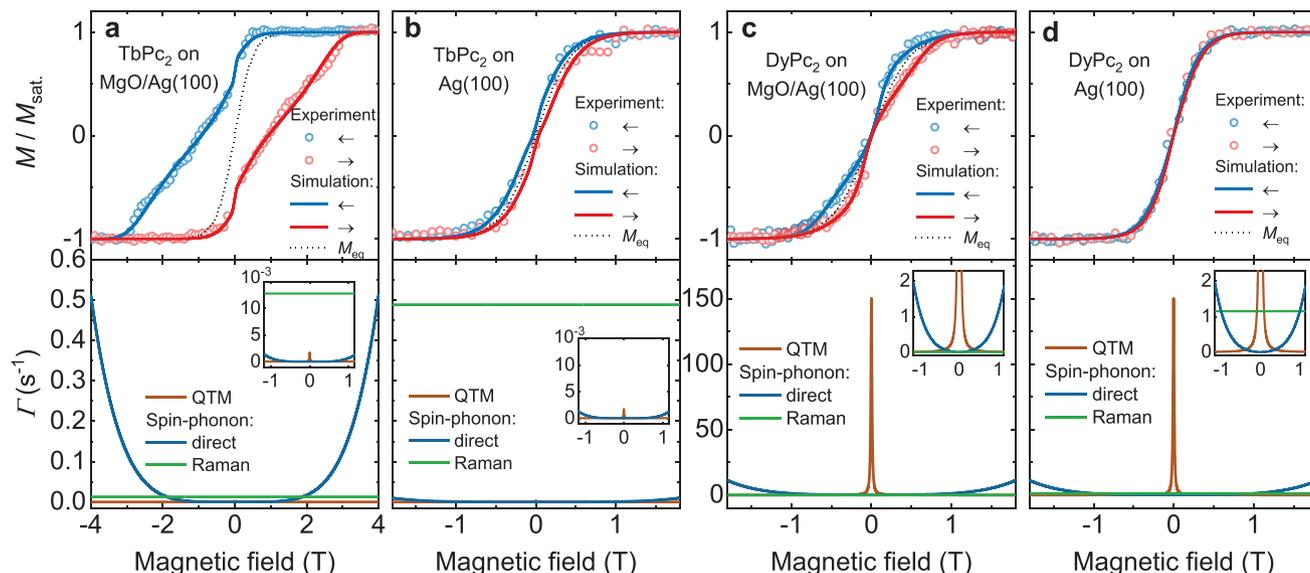 a
TbPc2 on
MgO/Ag(100)
Experiment
←
→
Simulation:
←
→
Meq
b
TbPc2 on
Ag(100)
Experiment:
←
→
Simulation:
←
→
Meq
c
DyPc2 on
MgO/Ag(100)
Experiment:
←
→
Simulation:
←
→
Meq
d
DyPc2 on
Ag(100)
Experiment:
←
→
Simulation:
←
→
Meq
M / Msat.
1
0
-1
Γ (s-1)
0.6
0.5
0.4
0.3
0.2
0.1
0.0
10-3
10
5
0
-1 0 1
QTM
Spin-phonon:
direct
Raman
-4 -2 0 2 4
Magnetic field (T)
10-3
10
5
0
-1 0 1
QTM
Spin-phonon:
direct
Raman
-1 0 1
Magnetic field (T)
150
100
50
0
2
1
0
-1 0 1
QTM
Spin-phonon:
direct
Raman
-1 0 1
Magnetic field (T)
2
1
0
-1 0 1
QTM
Spin-phonon:
direct
Raman
-1 0 1
Magnetic field (T)